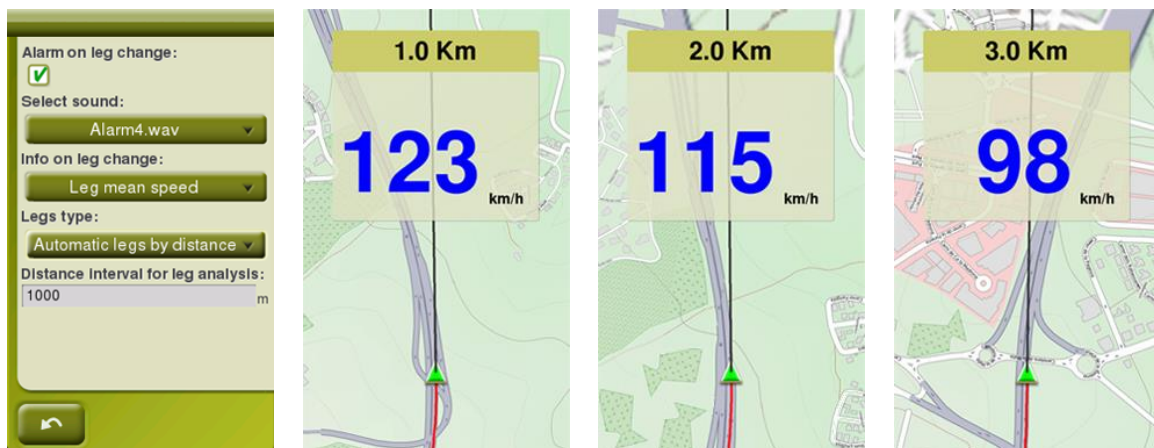 Alarm on leg change:
Select sound:
Alarm4.wav
Info on leg change:
Leg mean speed
Legs type:
Automatic legs by distance
Distance interval for leg analysis:
1000
m
1.0 Km
123
km/h
2.0 Km
115
km/h
3.0 Km
98
km/h